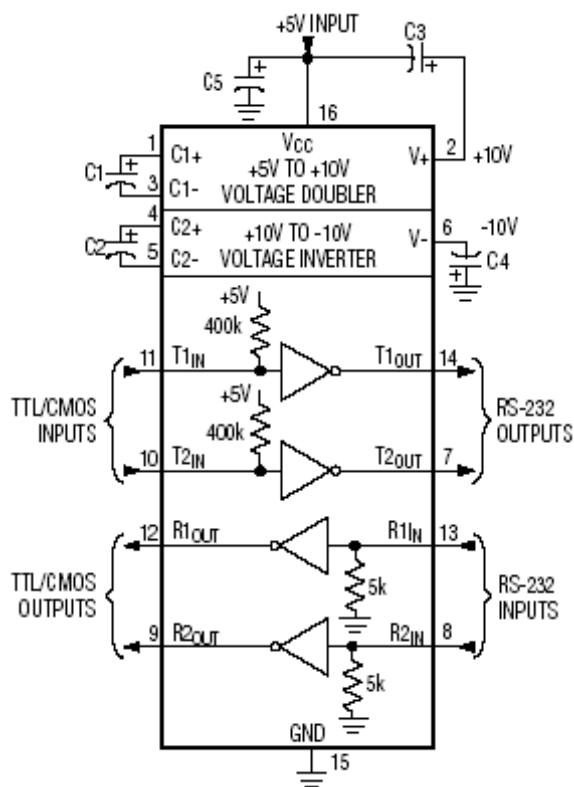 +5V INPUT
C3
C5
+
+
16
1
C1+
VCC
V+
2
+10V
+
C1
+5V TO +10V
3
C1-
VOLTAGE DOUBLER
4
C2+
6
-10V
+
C2
+10V TO -10V
V-
5
C2-
VOLTAGE INVERTER
C4
+
+5V
400k
11
T1IN
T1OUT
14
+5V
TTL/CMOS
INPUTS
RS-232
OUTPUTS
400k
10
T2IN
T2OUT
7
12
R1OUT
R1IN
13
TTL/CMOS
OUTPUTS
5k
RS-232
INPUTS
9
R2OUT
R2IN
8
5k
GND
15